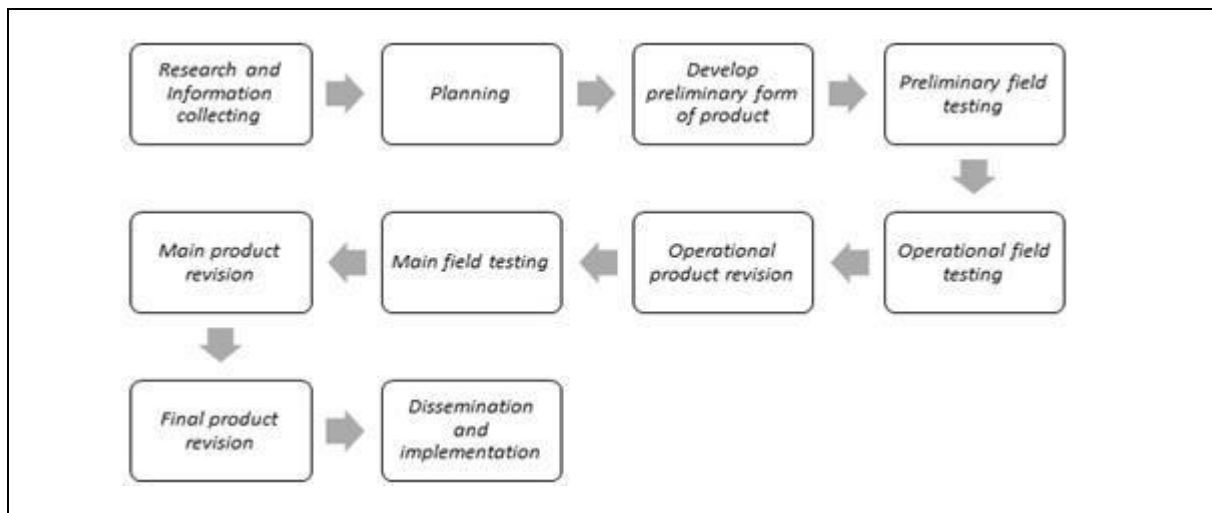 Research and
Information
collecting
Planning
Develop
preliminary form
of product
Preliminary field
testing
Operational field
testing
Operational
product revision
Main field testing
Main product
revision
Final product
revision
Dissemination
and
implementation